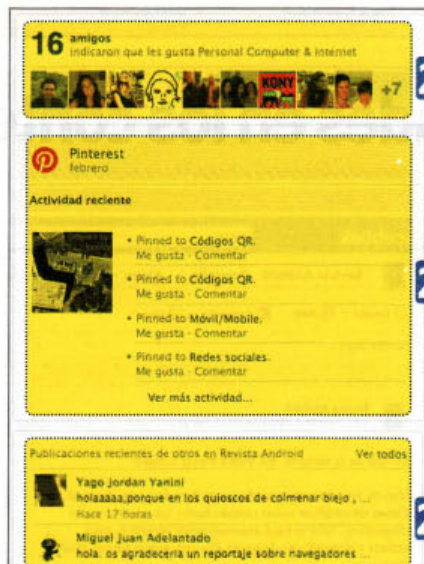 16 amigos
indicaron que les gusta Personal Computer & Internet
KONY
+7
Pinterest
febrero
Actividad reciente
• Pinned to Códigos QR.
Me gusta · Comentar
• Pinned to Códigos QR.
Me gusta · Comentar
• Pinned to Móvil/Mobile.
Me gusta · Comentar
• Pinned to Redes sociales.
Me gusta · Comentar
Ver más actividad...
Publicaciones recientes de otros en Revista Android Ver todos
Yago Jordan Yanini
holaaaaa,porque en los quioscos de colmenar biejo , ...
Hace 17 horas
Miguel Juan Adelantado
hola. os agradeceria un reportaje sobre navegadores ...